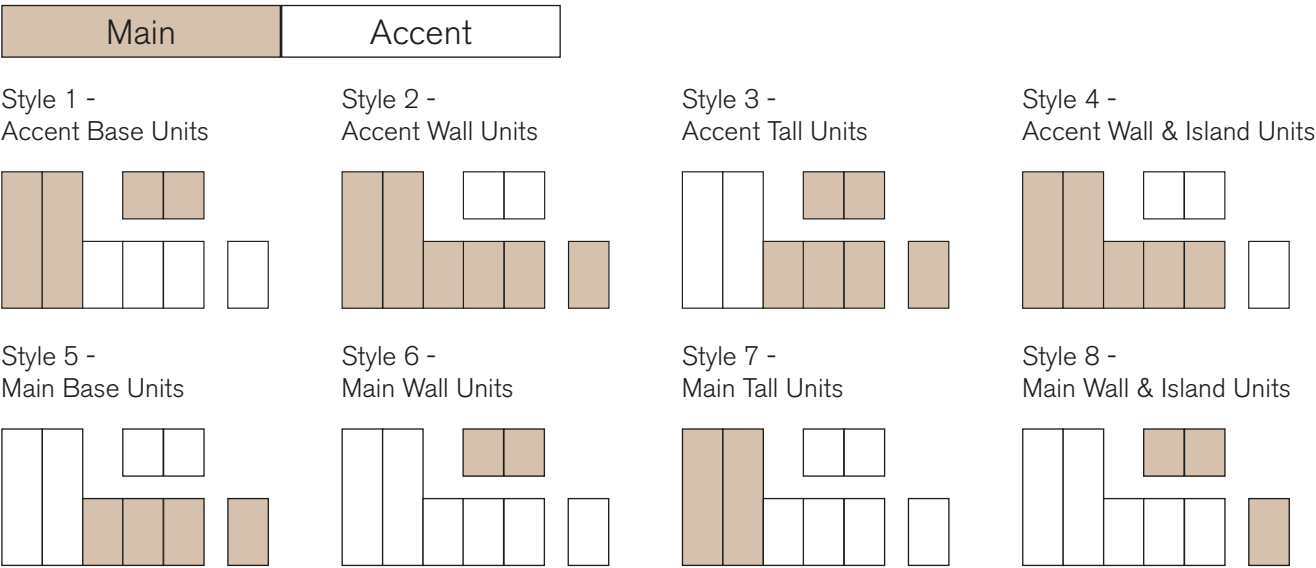 Main
Accent
Style 1 -
Accent Base Units
Style 2 -
Accent Wall Units
Style 3 -
Accent Tall Units
Style 4 -
Accent Wall & Island Units
Style 5 -
Main Base Units
Style 6 -
Main Wall Units
Style 7 -
Main Tall Units
Style 8 -
Main Wall & Island Units